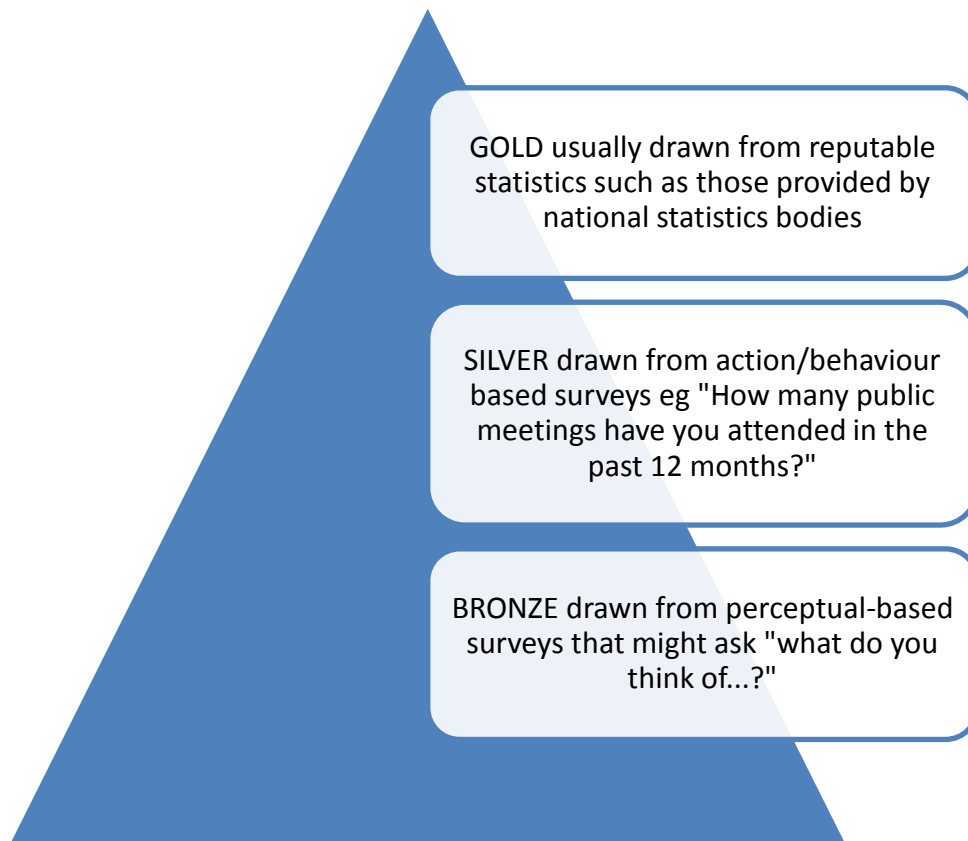 GOLD usually drawn from reputable
statistics such as those provided by
national statistics bodies
SILVER drawn from action/behaviour
based surveys eg "How many public
meetings have you attended in the
past 12 months?"
BRONZE drawn from perceptual-based
surveys that might ask "what do you
think of...?"